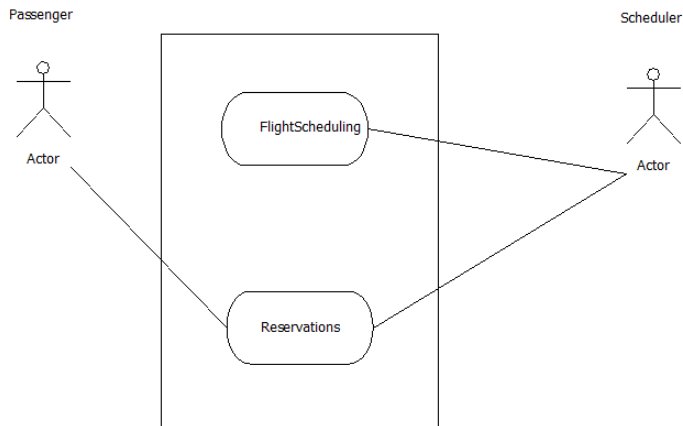 Passenger
Scheduler
FlightScheduling
Actor
Actor
Reservations